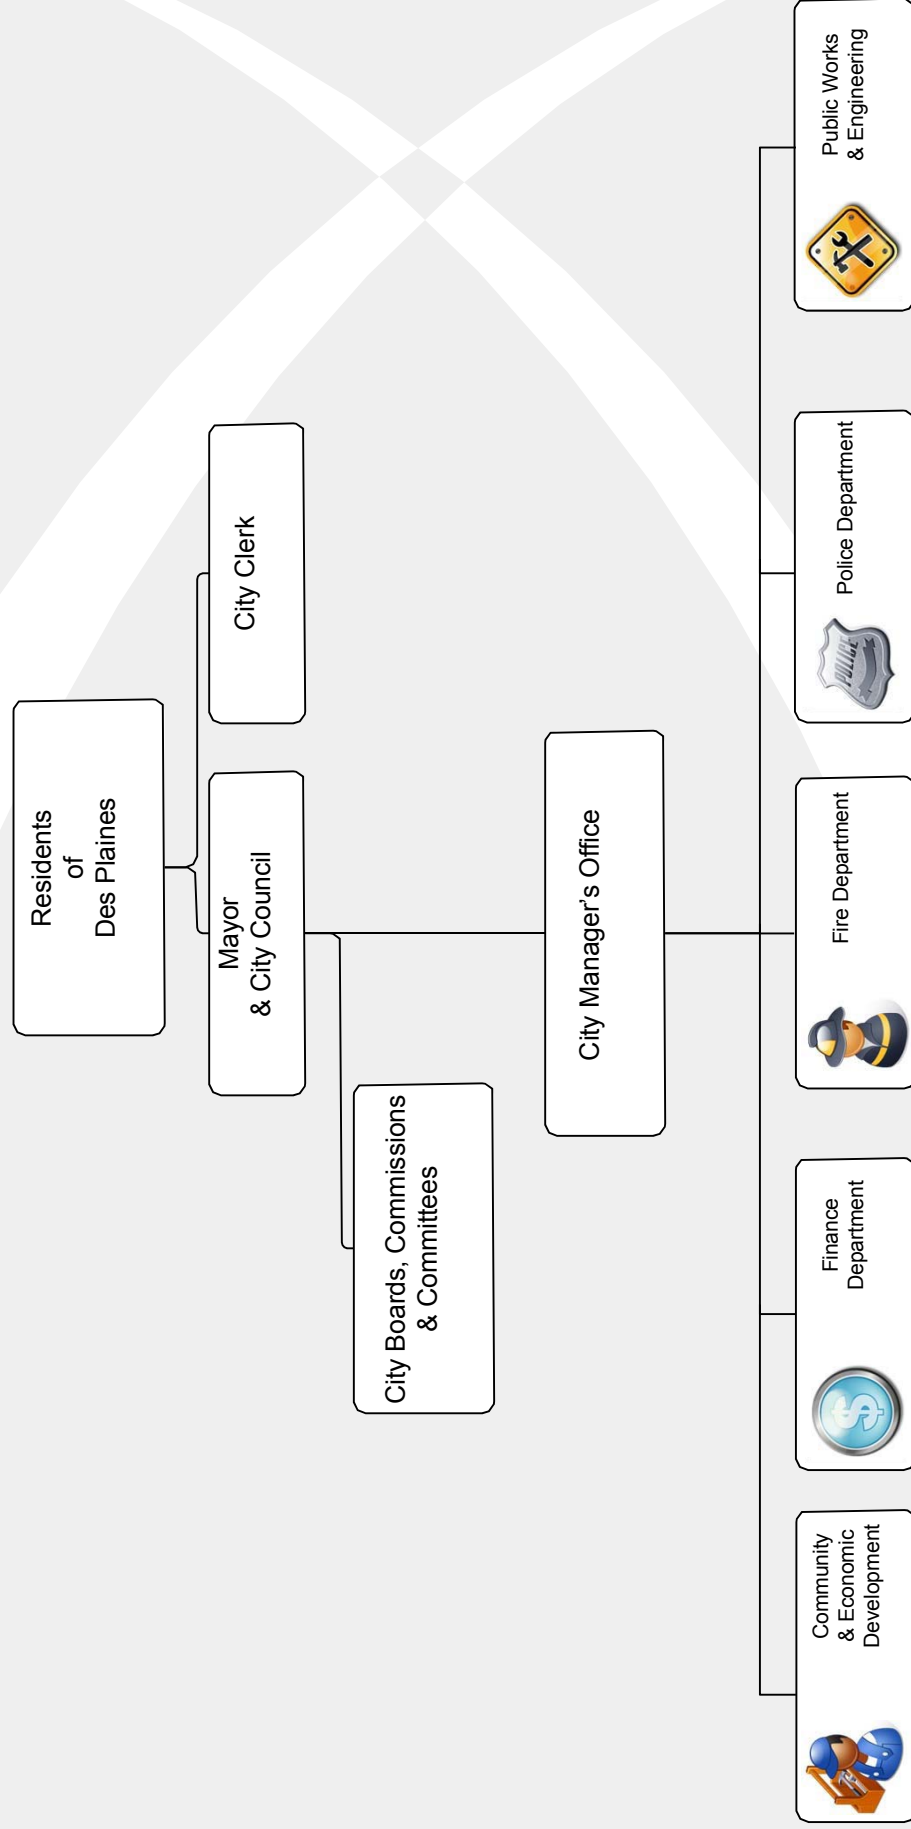 Residents
of
Des Plaines
Mayor
& City Council
City Clerk
City Boards, Commissions
& Committees
City Manager’s Office
Community
& Economic
Development
Finance
Department
Fire Department
POLICE
Police Department
Public Works
& Engineering